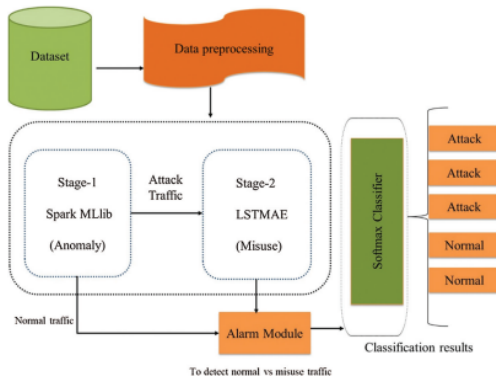 Dataset
Data preprocessing
Stage-1
Spark MLlib
(Anomaly)
Attack
Traffic
Stage-2
LSTMAE
(Misuse)
Normal traffic
Alarm Module
To detect normal vs misuse traffic
Softmax Classifier
Attack
Attack
Attack
Normal
Normal
Classification results